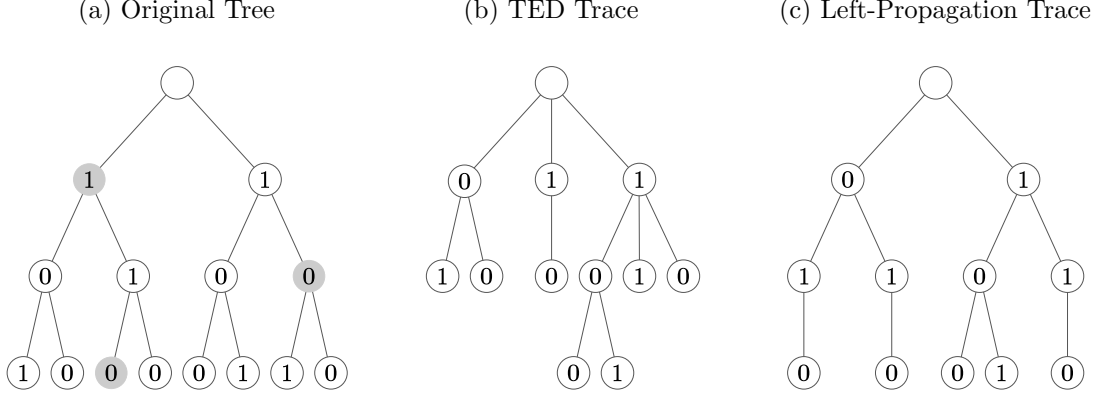 (a) Original Tree (b) TED Trace (c) Left-Propagation Trace
1 1 0 1 1 0 1
0 1 0 0 1 0 0 0 1 0 1 1 0 1
1 0 0 0 0 1 1 0 0 1 0 0 0 1 0